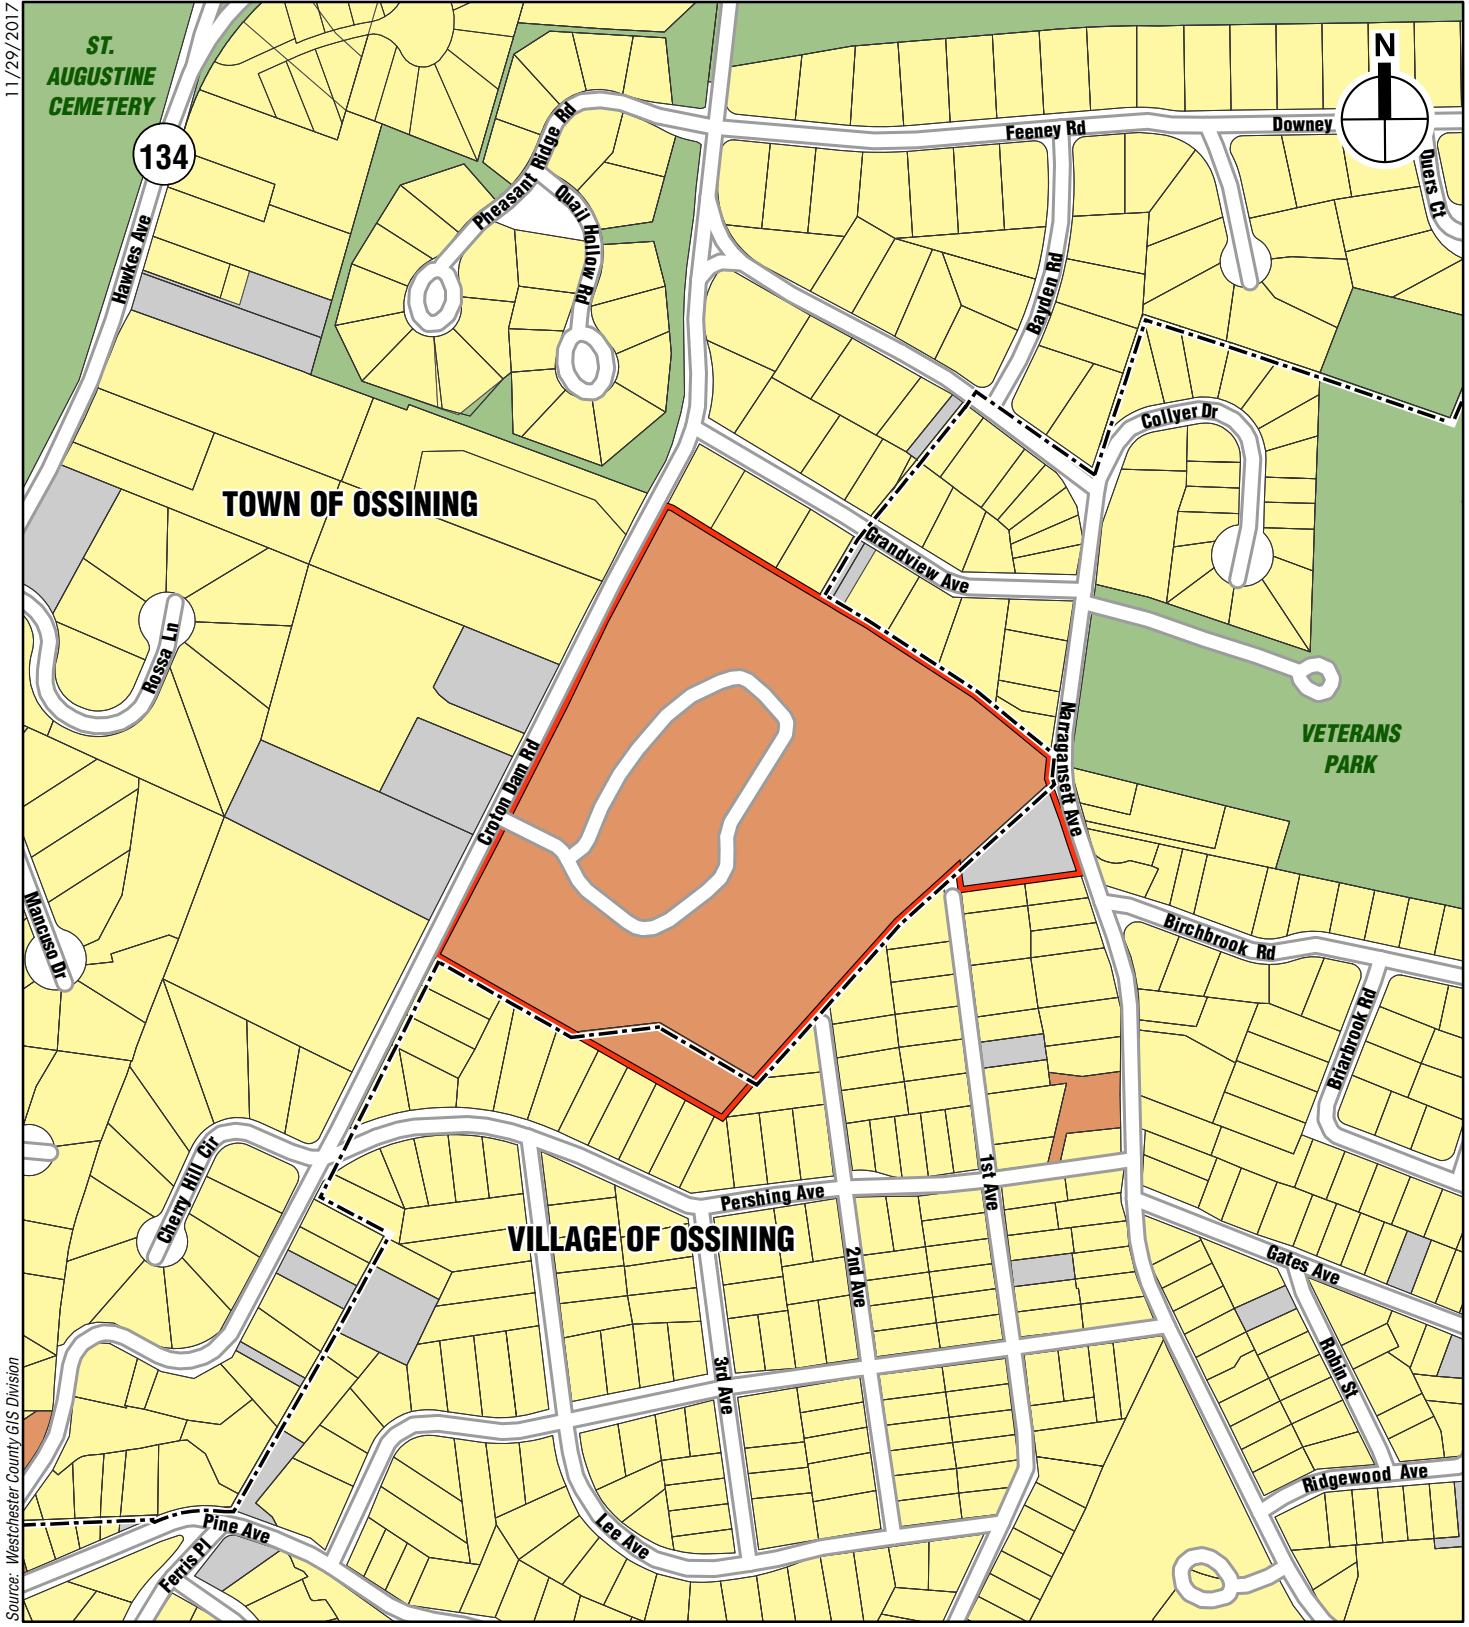 11/29/2017
ST.
AUGUSTINE
CEMETERY
134
N
Hawkes Ave
Pheasant Ridge Rd
Quail Hollow Rd
Feeney Rd
Downey
Duers Ct
Bayden Rd
Collyer Dr
TOWN OF OSSINING
Grandview Ave
Rossa Ln
Croton Dam Rd
Narragansett Ave
VETERANS
PARK
Mancuso Dr
Birchbrook Rd
Briarbrook Rd
Cherry Hill Cir
Pershing Ave
1st Ave
VILLAGE OF OSSINING
2nd Ave
Gates Ave
3rd Ave
Robin St
Ridgewood Ave
Pine Ave
Ferris Pl
Lee Ave
Source: Westchester County GIS Division